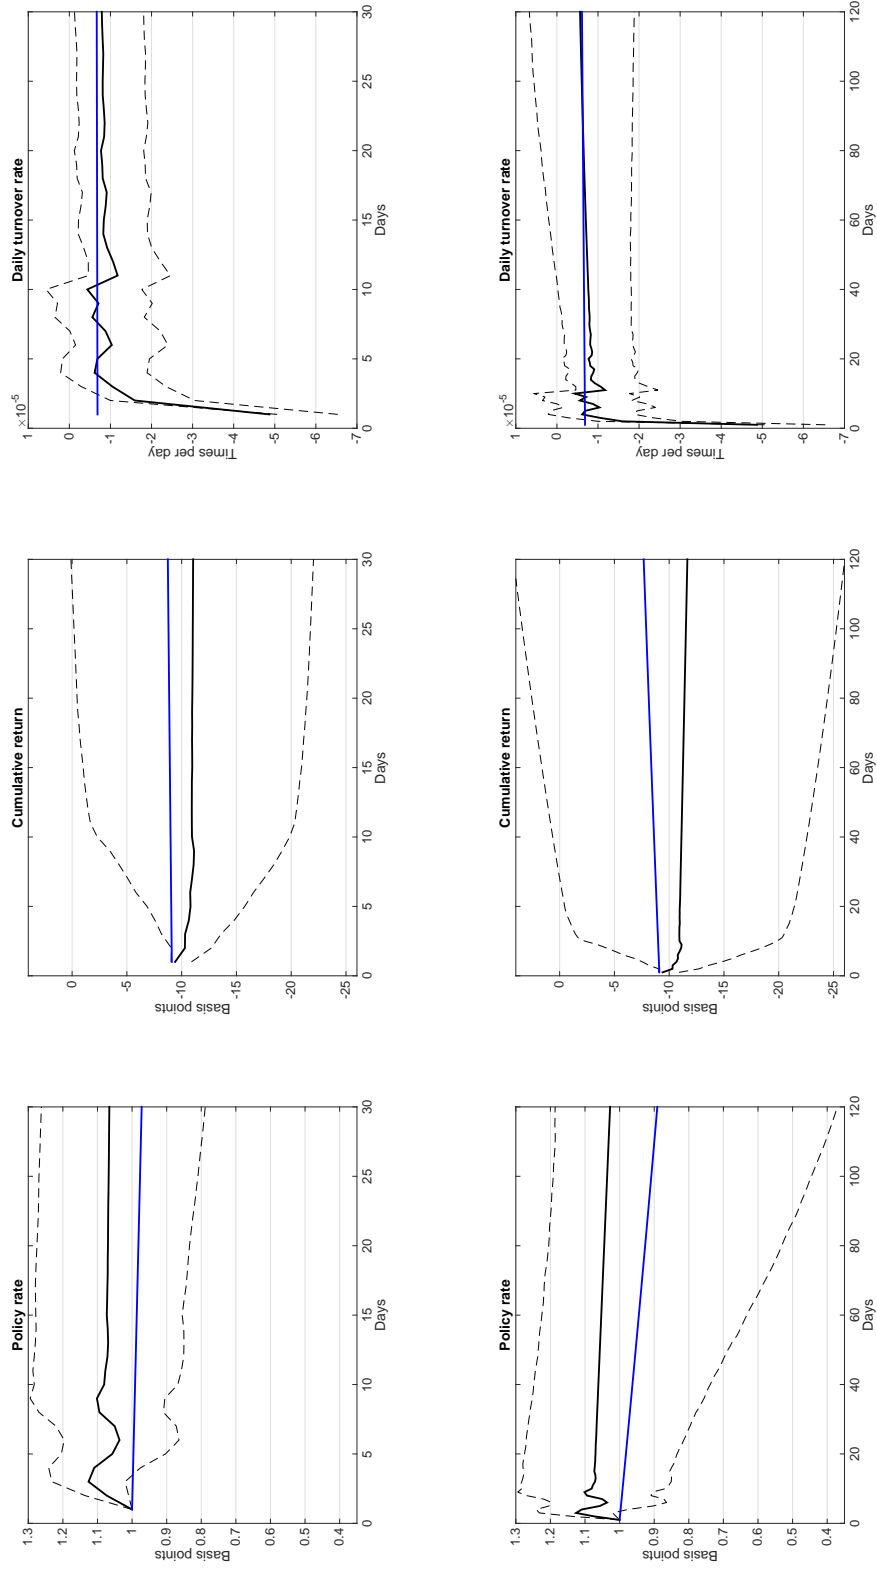 Policy rate
Basis points
1.3
1.2
1.1
1
0.9
0.8
0.7
0.6
0.5
0.4
0 5 10 15 20 25 30
Days
Cumulative return
Basis points
0
-5
-10
-15
-20
-25
0 5 10 15 20 25 30
Days
Daily turnover rate
×10⁻⁵
Times per day
1
0
-1
-2
-3
-4
-5
-6
-7
0 5 10 15 20 25 30
Days
Policy rate
Basis points
1.3
1.2
1.1
1
0.9
0.8
0.7
0.6
0.5
0.4
0 20 40 60 80 100 120
Days
Cumulative return
Basis points
0
-5
-10
-15
-20
-25
0 20 40 60 80 100 120
Days
Daily turnover rate
×10⁻⁵
Times per day
1
0
-1
-2
-3
-4
-5
-6
-7
0 20 40 60 80 100 120
Days